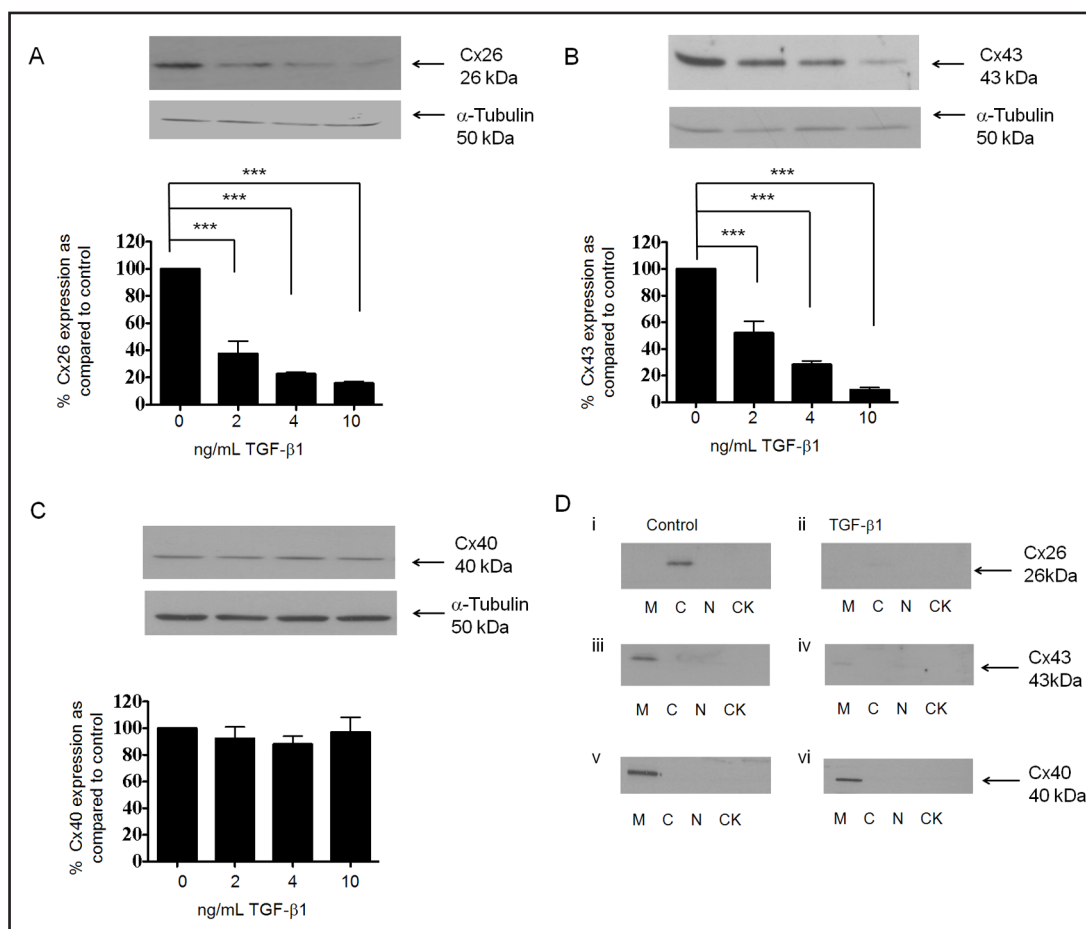 A
Cx26
26 kDa
α-Tubulin
50 kDa
***
***
***
% Cx26 expression as
compared to control
120
100
80
60
40
20
0
0 2 4 10
ng/mL TGF-β1
B
Cx43
43 kDa
α-Tubulin
50 kDa
***
***
***
% Cx43 expression as
compared to control
120
100
80
60
40
20
0
0 2 4 10
ng/mL TGF-β1
C
Cx40
40 kDa
α-Tubulin
50 kDa
% Cx40 expression as
compared to control
120
100
80
60
40
20
0
0 2 4 10
ng/mL TGF-β1
D
i Control ii TGF-β1
Cx26
26kDa
M C N CK M C N CK
iii iv
Cx43
43kDa
M C N CK M C N CK
v vi
Cx40
40 kDa
M C N CK M C N CK